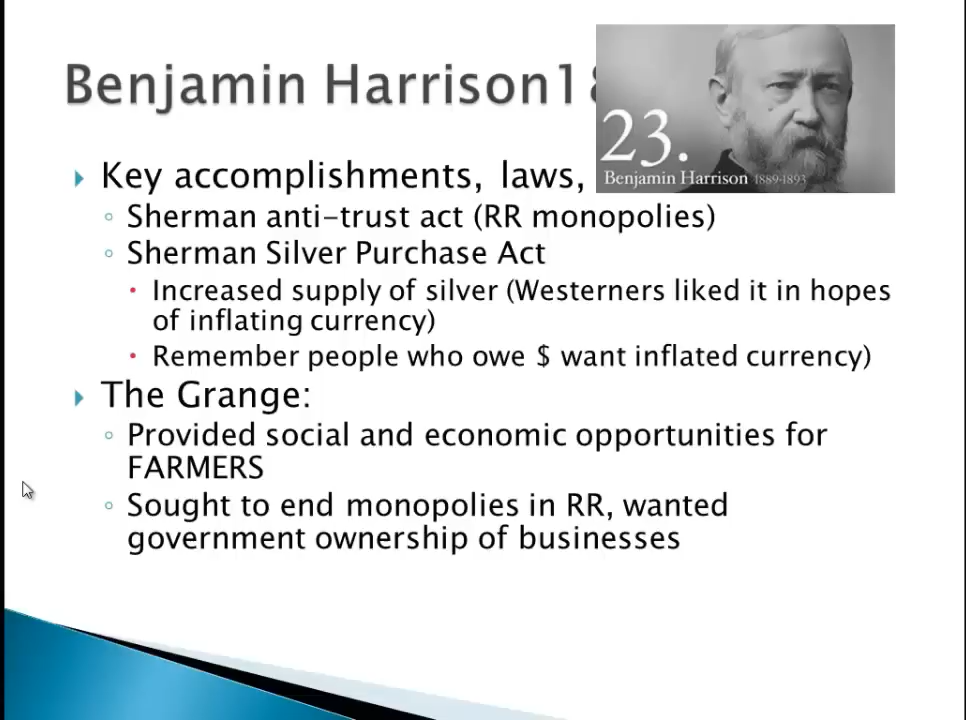 Benjamin Harrison18
23.
Benjamin Harrison 1889-1893
Key accomplishments, laws,
Sherman anti-trust act (RR monopolies)
Sherman Silver Purchase Act
Increased supply of silver (Westerners liked it in hopes
of inflating currency)
Remember people who owe $ want inflated currency)
The Grange:
Provided social and economic opportunities for
FARMERS
Sought to end monopolies in RR, wanted
government ownership of businesses